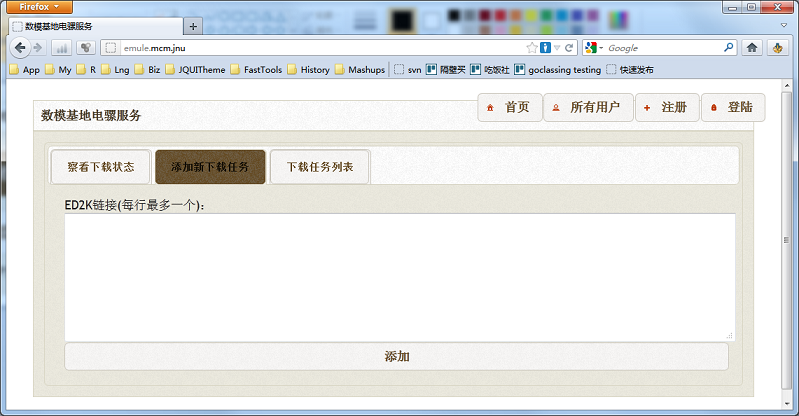 Firefox
数模基地电骡服务
emule.mcm.jnu
Google
App My R Lng Biz JQUITheme FastTools History Mashups svn 隔壁买 吃饭社 goclassing testing 快速发布
首页 所有用户 注册 登陆
数模基地电骡服务
察看下载状态 添加新下载任务 下载任务列表
ED2K链接(每行最多一个)：
添加